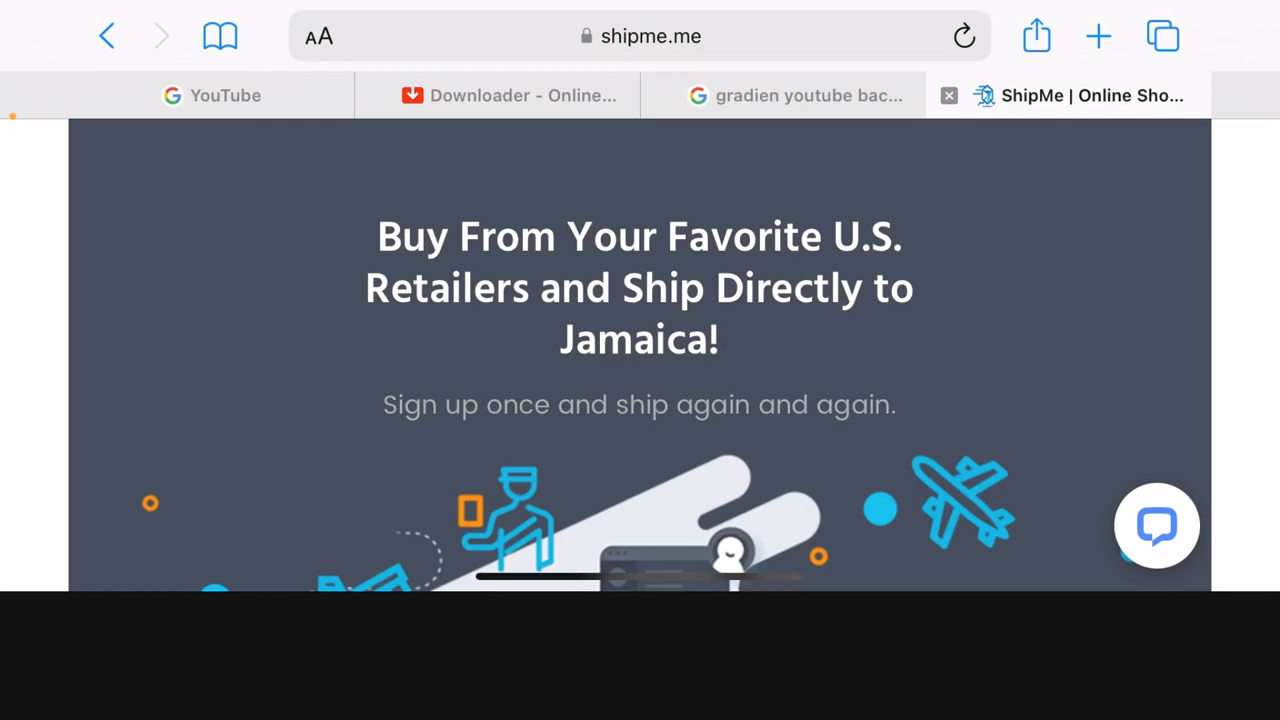 AA
shipme.me
YouTube
Downloader - Online...
gradien youtube bac...
ShipMe | Online Sho...
Buy From Your Favorite U.S.
Retailers and Ship Directly to
Jamaica!
Sign up once and ship again and again.